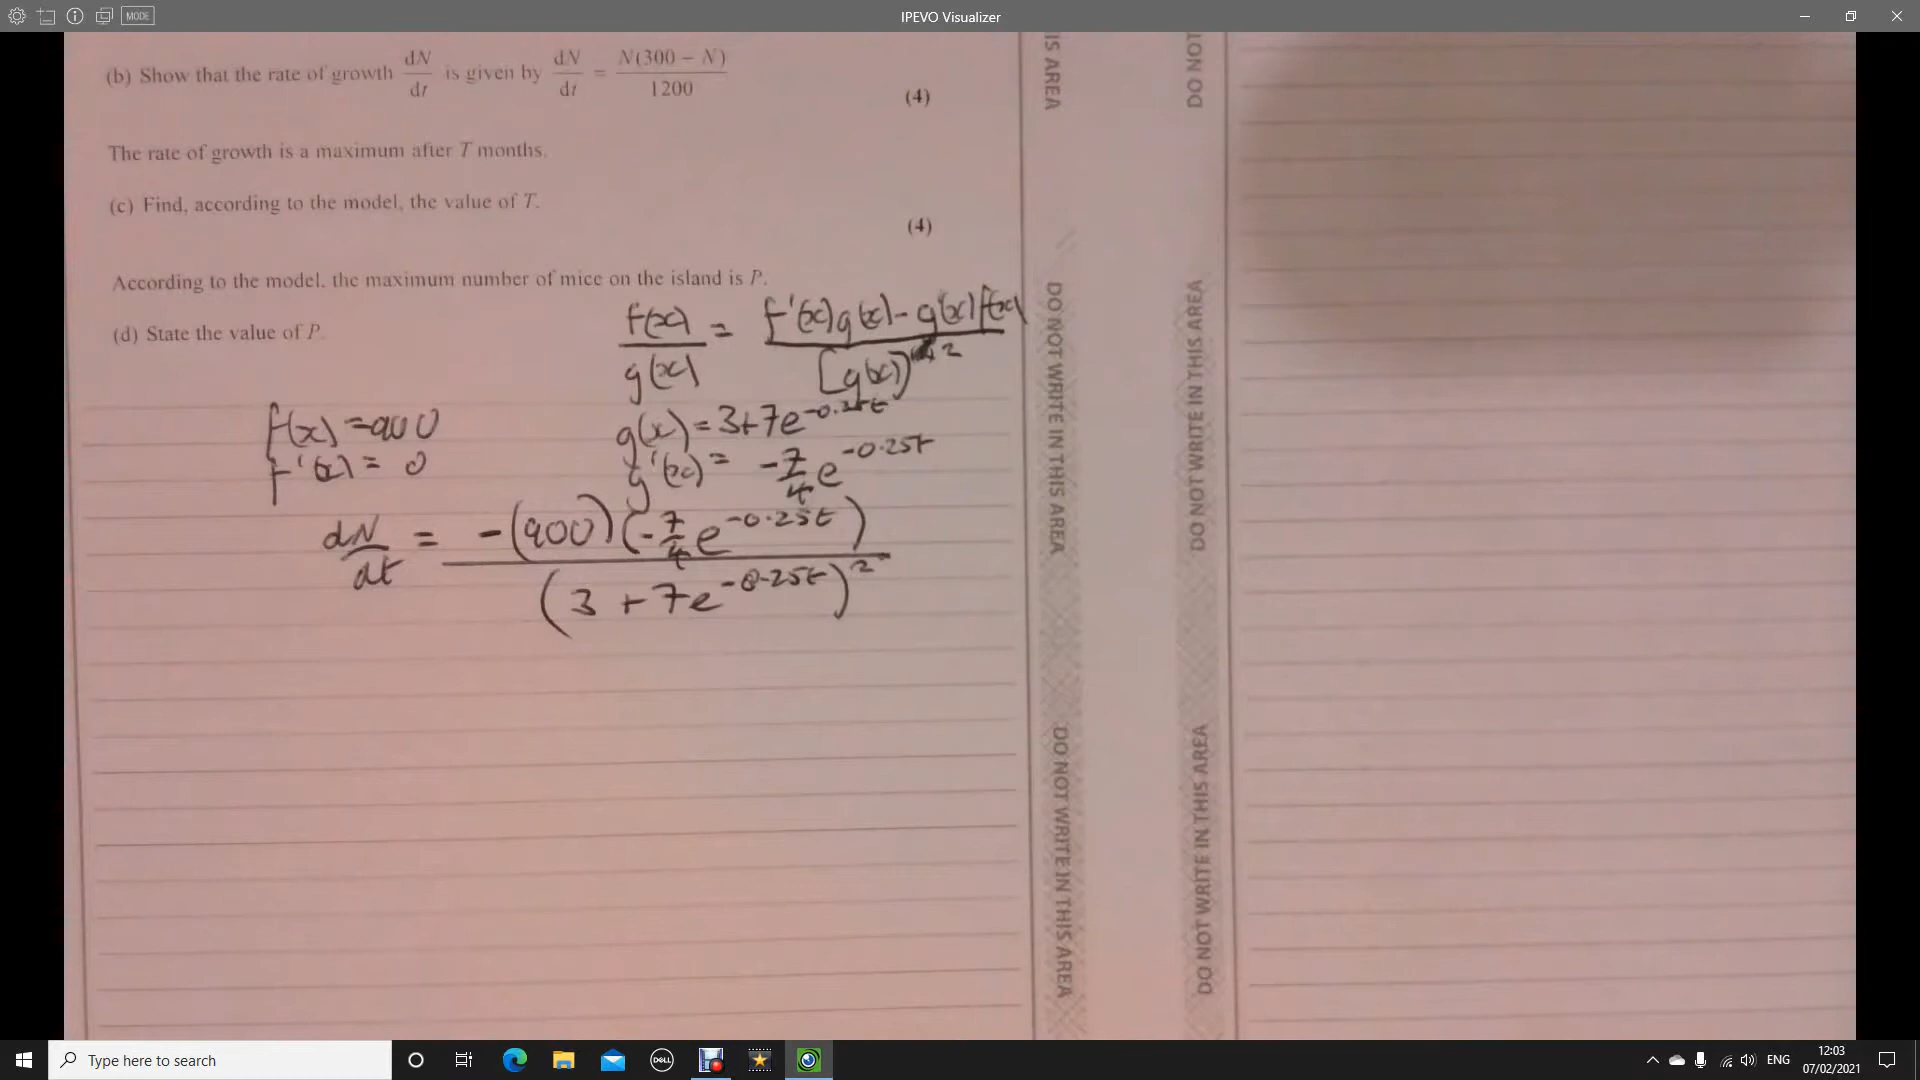 MODE
IPEVO Visualizer
(b) Show that the rate of growth dN/dt is given by dN/dt = N(300 − N)/1200
(4)
The rate of growth is a maximum after T months.
(c) Find, according to the model, the value of T.
(4)
According to the model, the maximum number of mice on the island is P.
(d) State the value of P.
f(x)/g(x) = f'(x)g(x) - g'(x)f(x)/[g(x)]^2
f(x) = 900
f'(x) = 0
g(x) = 3+7e^-0.25t
g'(x) = -7/4 e^-0.25t
dN/dt = -(900)(-7/4 e^-0.25t)/(3 + 7e^-0.25t)^2
IS AREA
DO NOT WRITE IN THIS AREA
DO NOT WRITE IN THIS AREA
DO NOT
DO NOT WRITE IN THIS AREA
DO NOT WRITE IN THIS AREA
Type here to search
DELL
ENG
12:03
07/02/2021